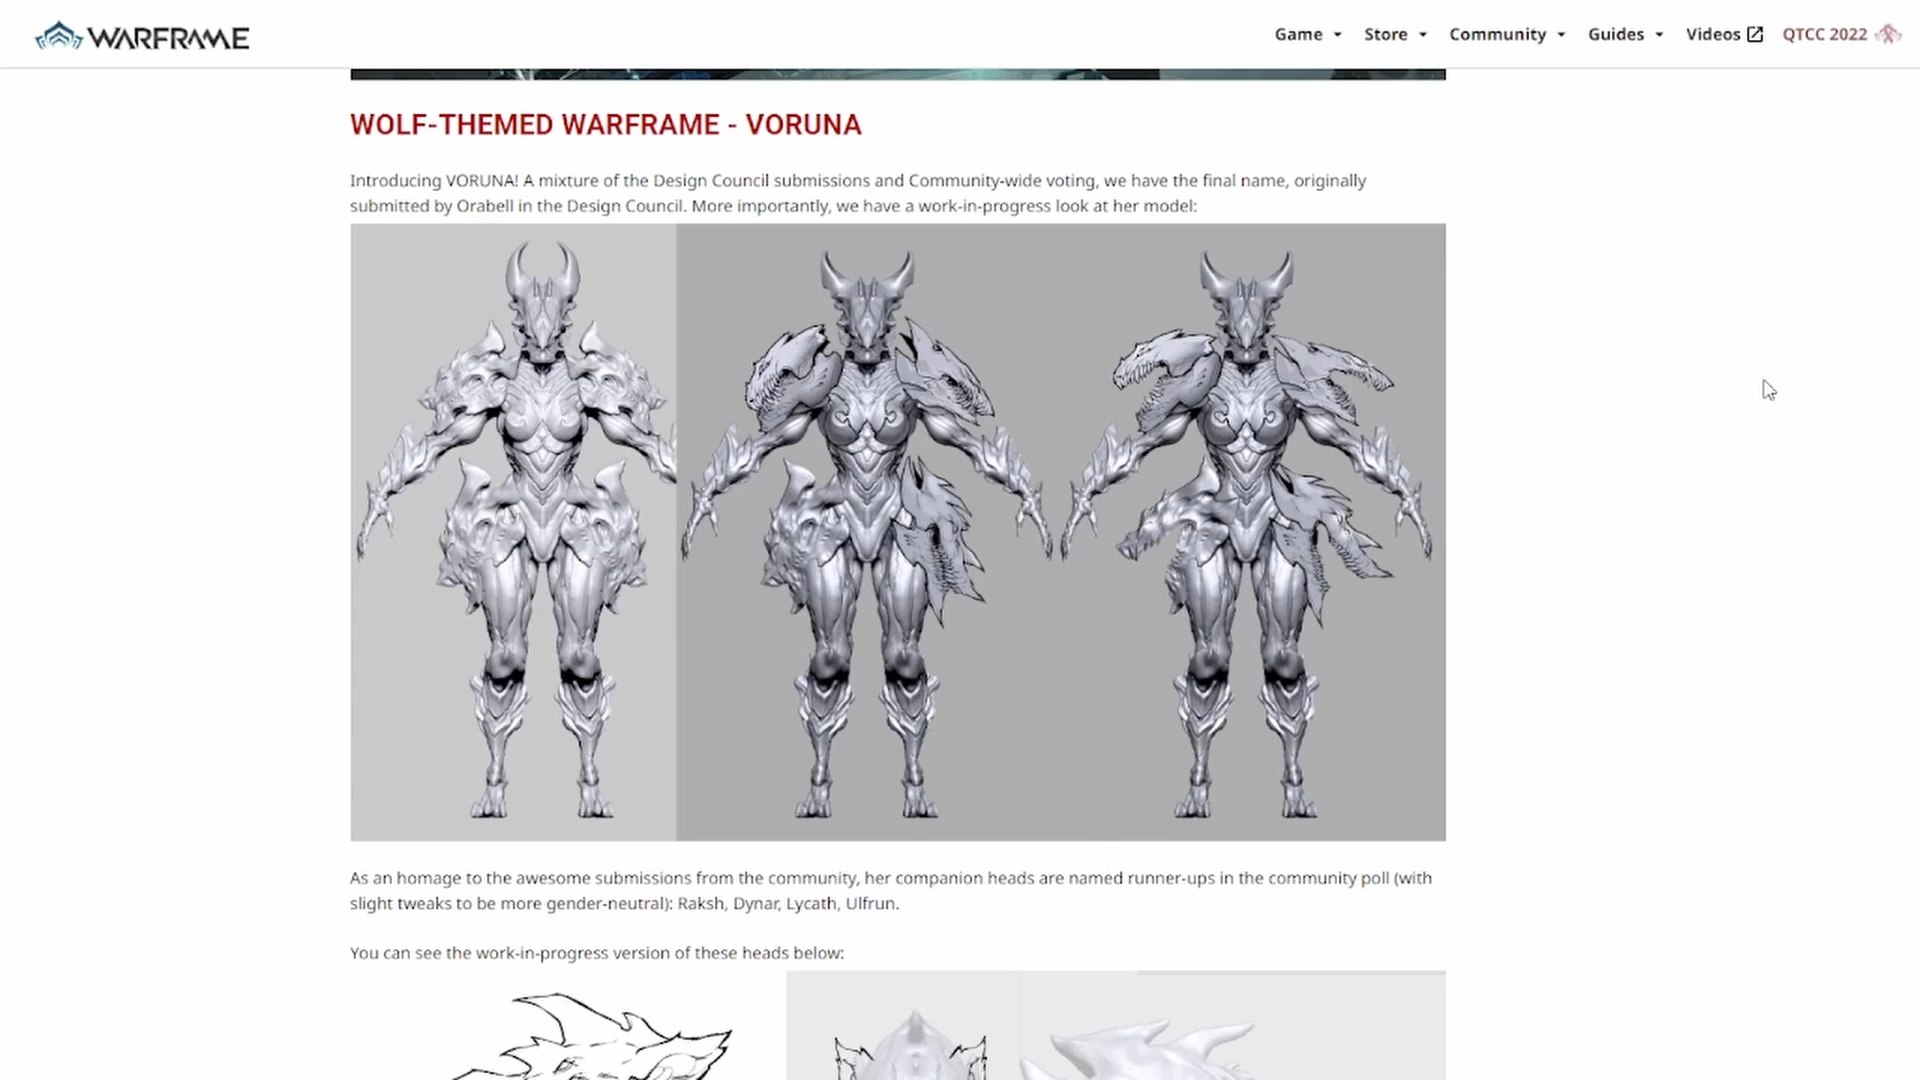 WARFRAME
Game Store Community Guides Videos QTCC 2022
WOLF-THEMED WARFRAME - VORUNA
Introducing VORUNA! A mixture of the Design Council submissions and Community-wide voting, we have the final name, originally
submitted by Orabell in the Design Council. More importantly, we have a work-in-progress look at her model:
As an homage to the awesome submissions from the community, her companion heads are named runner-ups in the community poll (with
slight tweaks to be more gender-neutral): Raksh, Dynar, Lycath, Ulfrun.
You can see the work-in-progress version of these heads below: